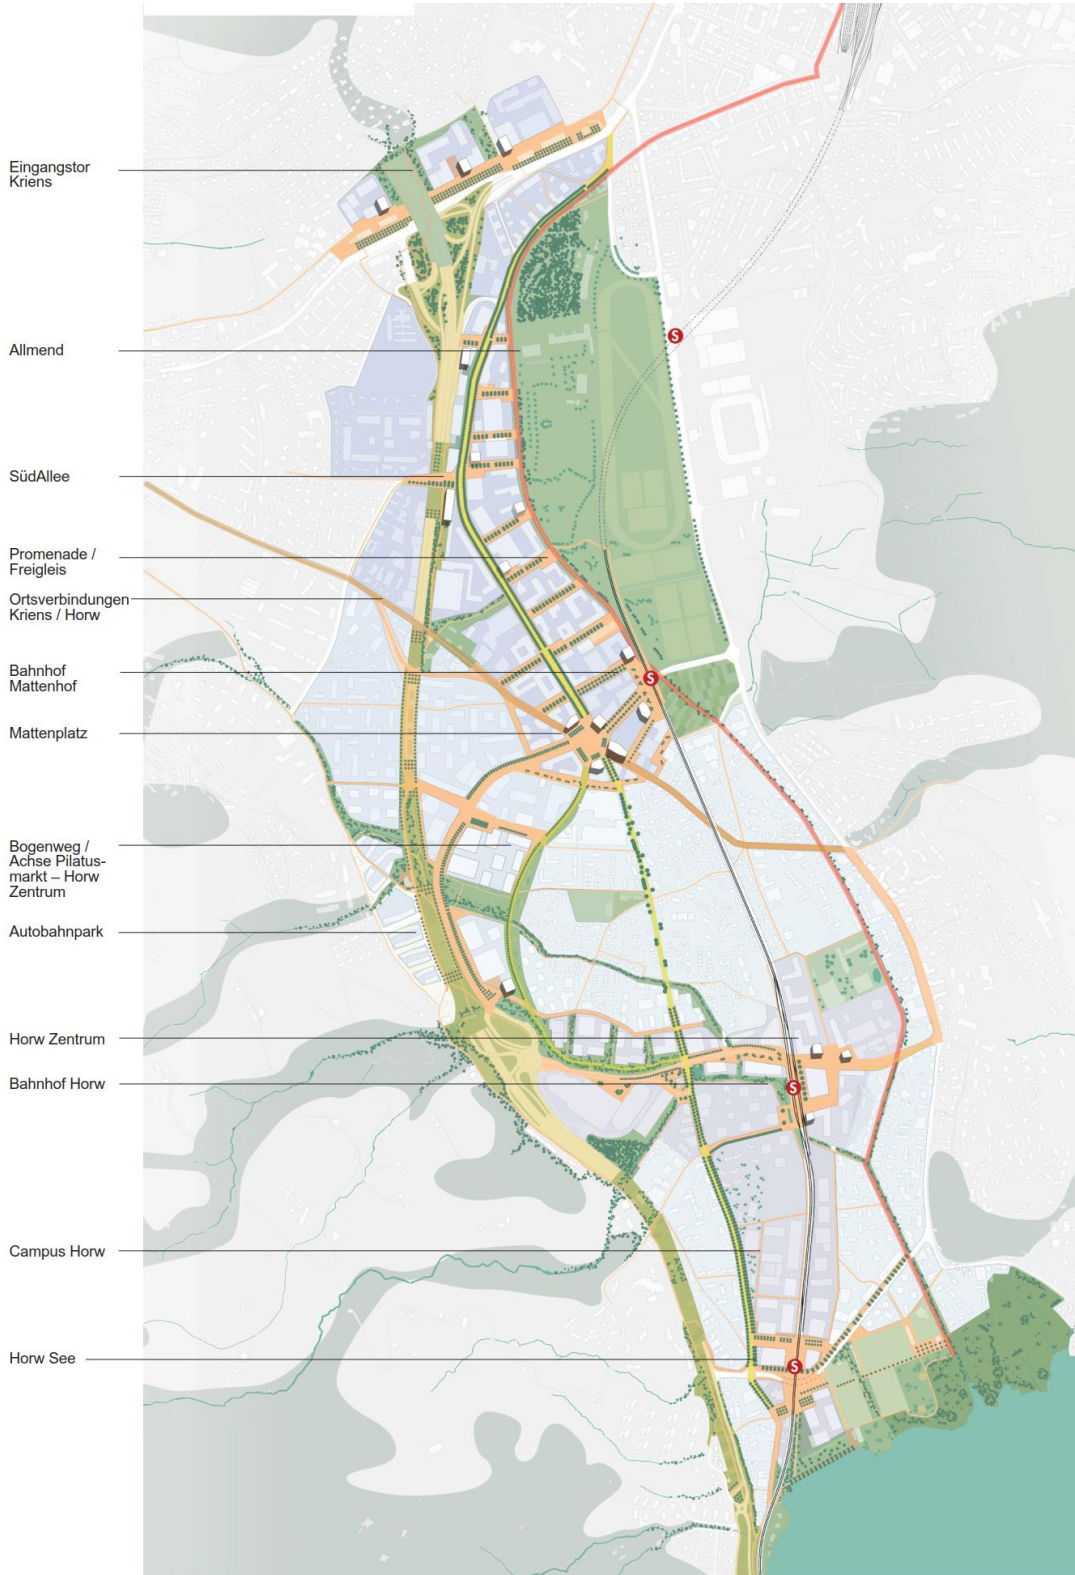 Eingangstor
Kriens
Allmend
S
SüdAllee
Promenade /
Freigleis
Ortsverbindungen
Kriens / Horw
Bahnhof
Mattenhof
S
Mattenplatz
Bogenweg /
Achse Pilatus-
markt – Horw
Zentrum
Autobahnpark
Horw Zentrum
Bahnhof Horw
S
Campus Horw
Horw See
S